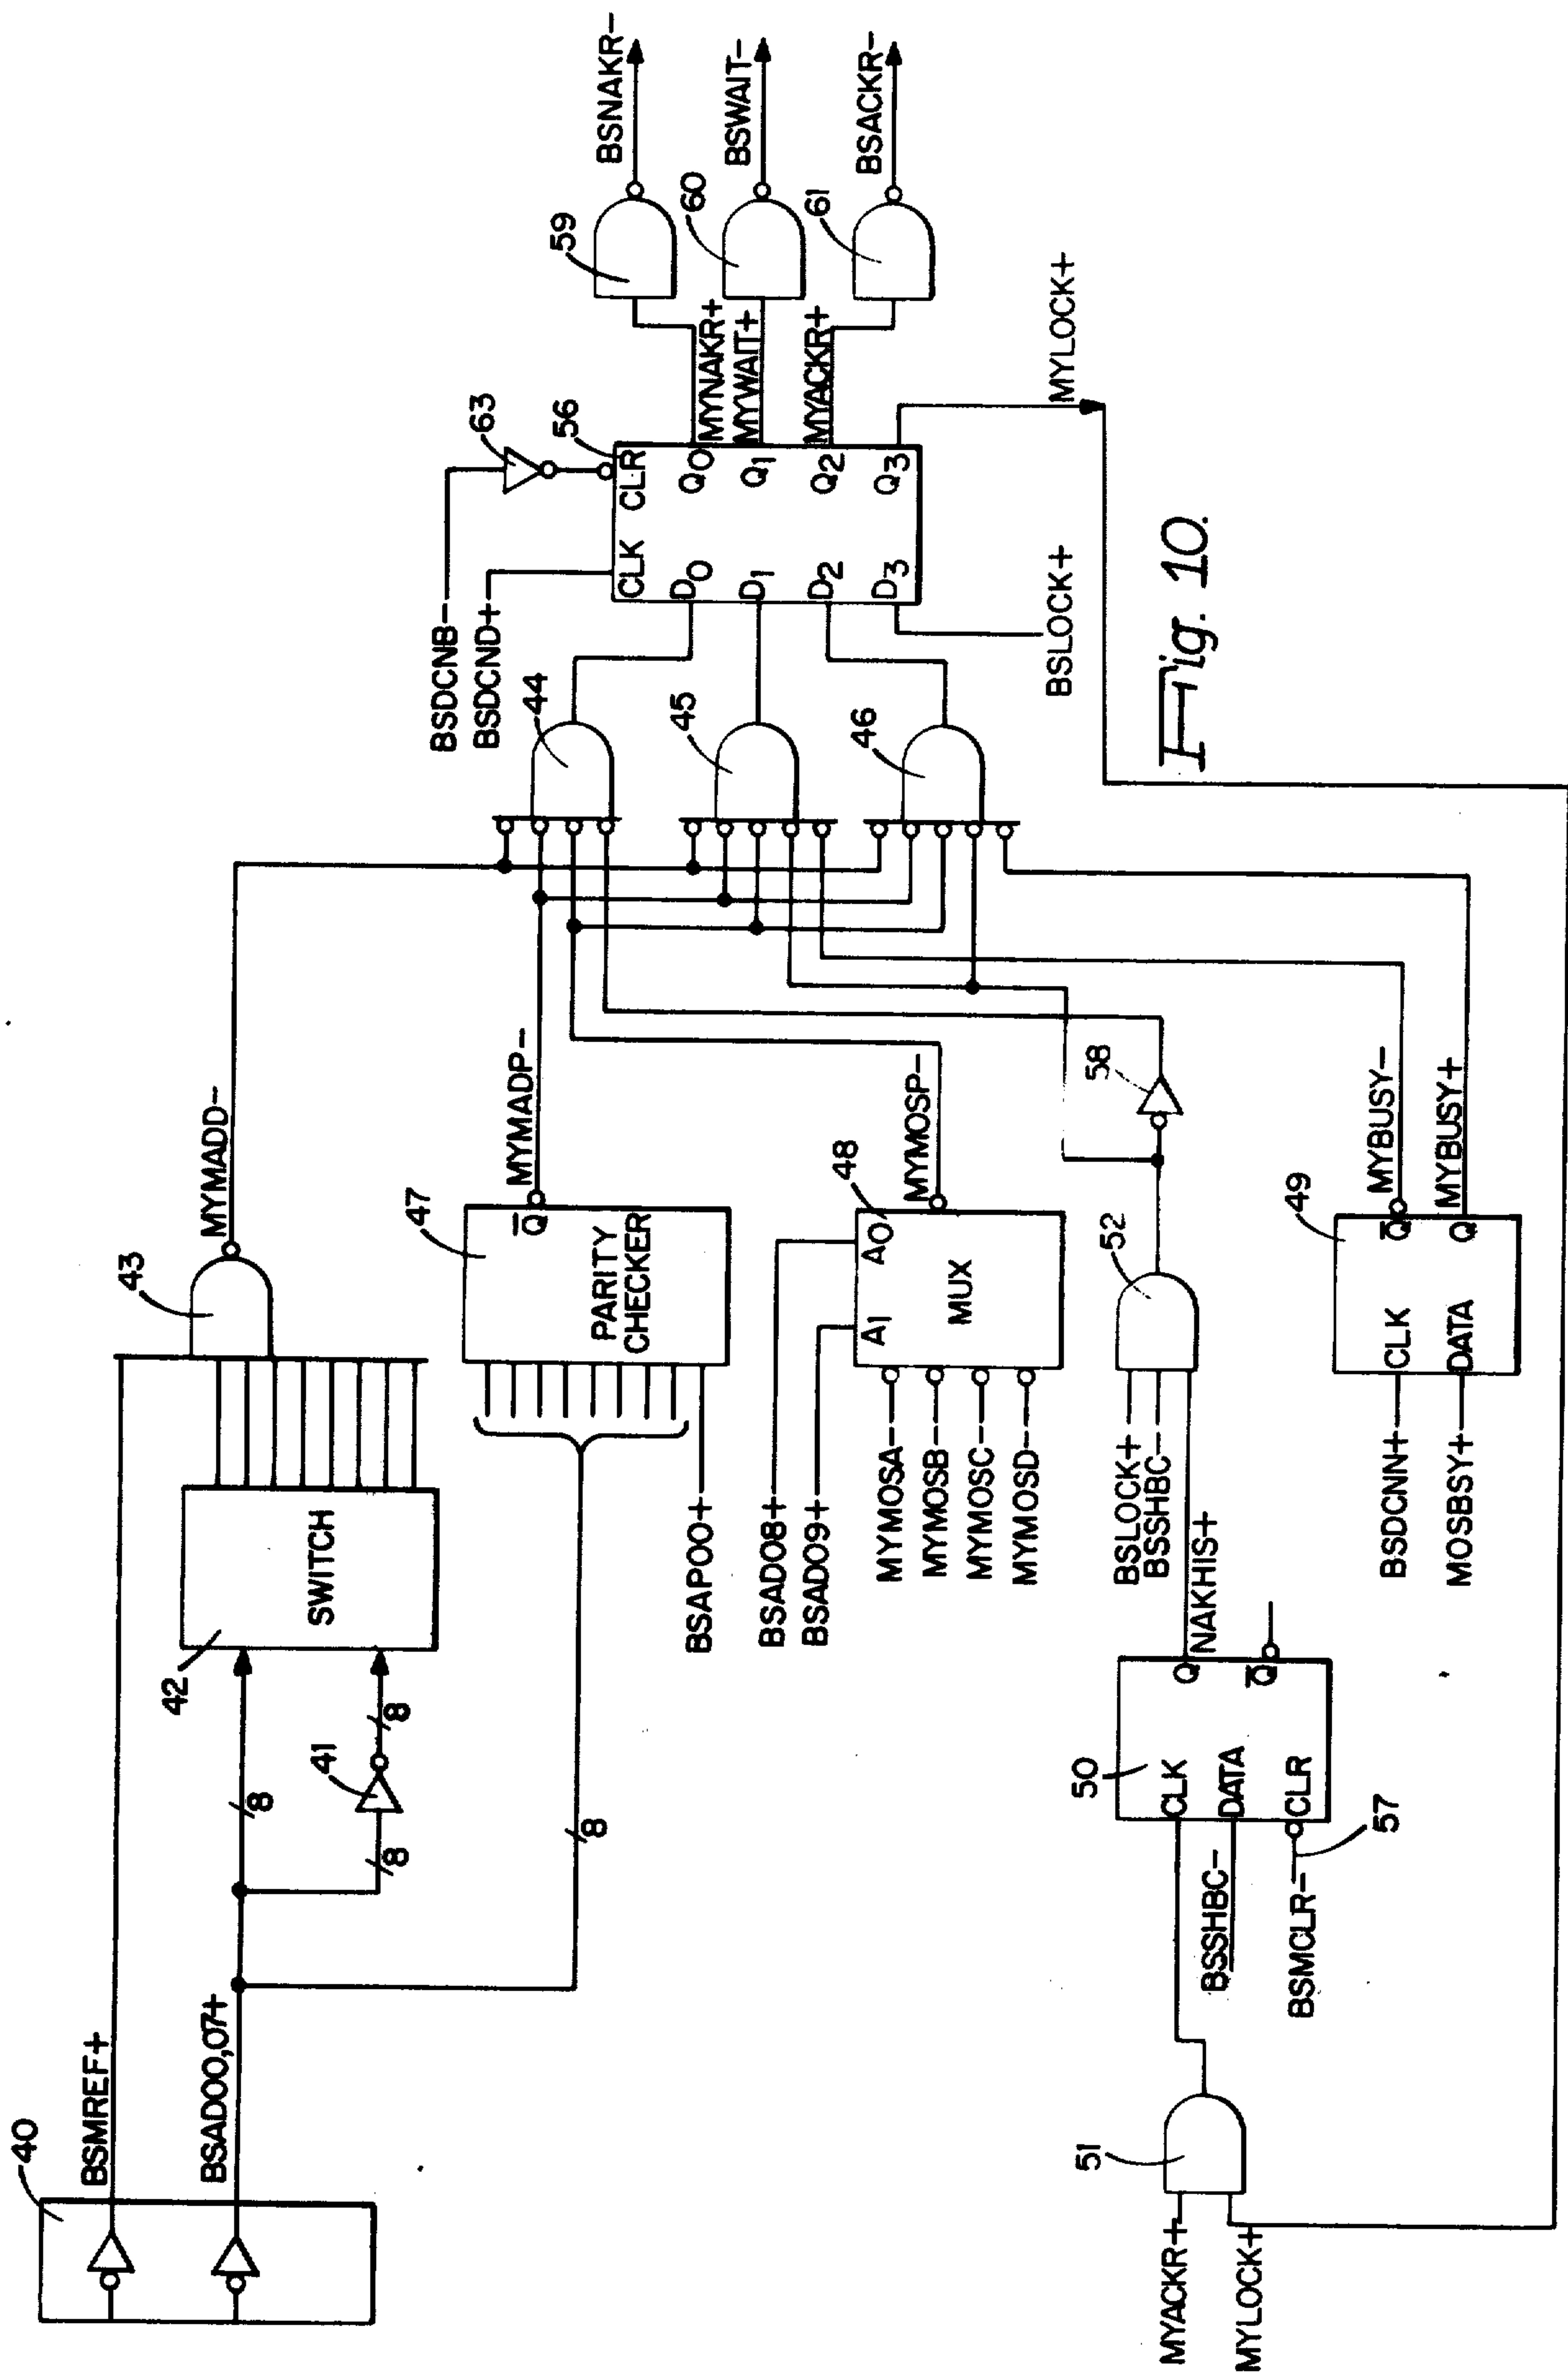 40
BSMREF+
BSAD00,07+
8
8
41
8
42
SWITCH
8
43
MYMADD-
47
PARITY
CHECKER
Q
MYMADP-
BSAP00+
BSAD08+
BSAD09+
A1
A0
48
MUX
MYMOSA-
MYMOSB-
MYMOSC-
MYMOSD-
MYMOSP-
MYACKR+
MYLOCK+
51
50
CLK
DATA
CLR
Q
Q
BSSHBC-
BSMCLR-
57
NAKHIS+
BSLOCK+
BSSHBC-
52
58
BSDCNN+
MOSBSY+
49
CLK
DATA
Q
Q
MYBUSY-
MYBUSY+
44
45
46
BSDCNB-
BSDCND+
63
56
CLK
CLR
D0
D1
D2
D3
Q0
Q1
Q2
Q3
BSLOCK+
MYNAKR+
MYWAIT+
MYACKR+
MYLOCK+
59
60
61
BSNAKR-
BSWAIT-
BSACKR-
Fig. 10.